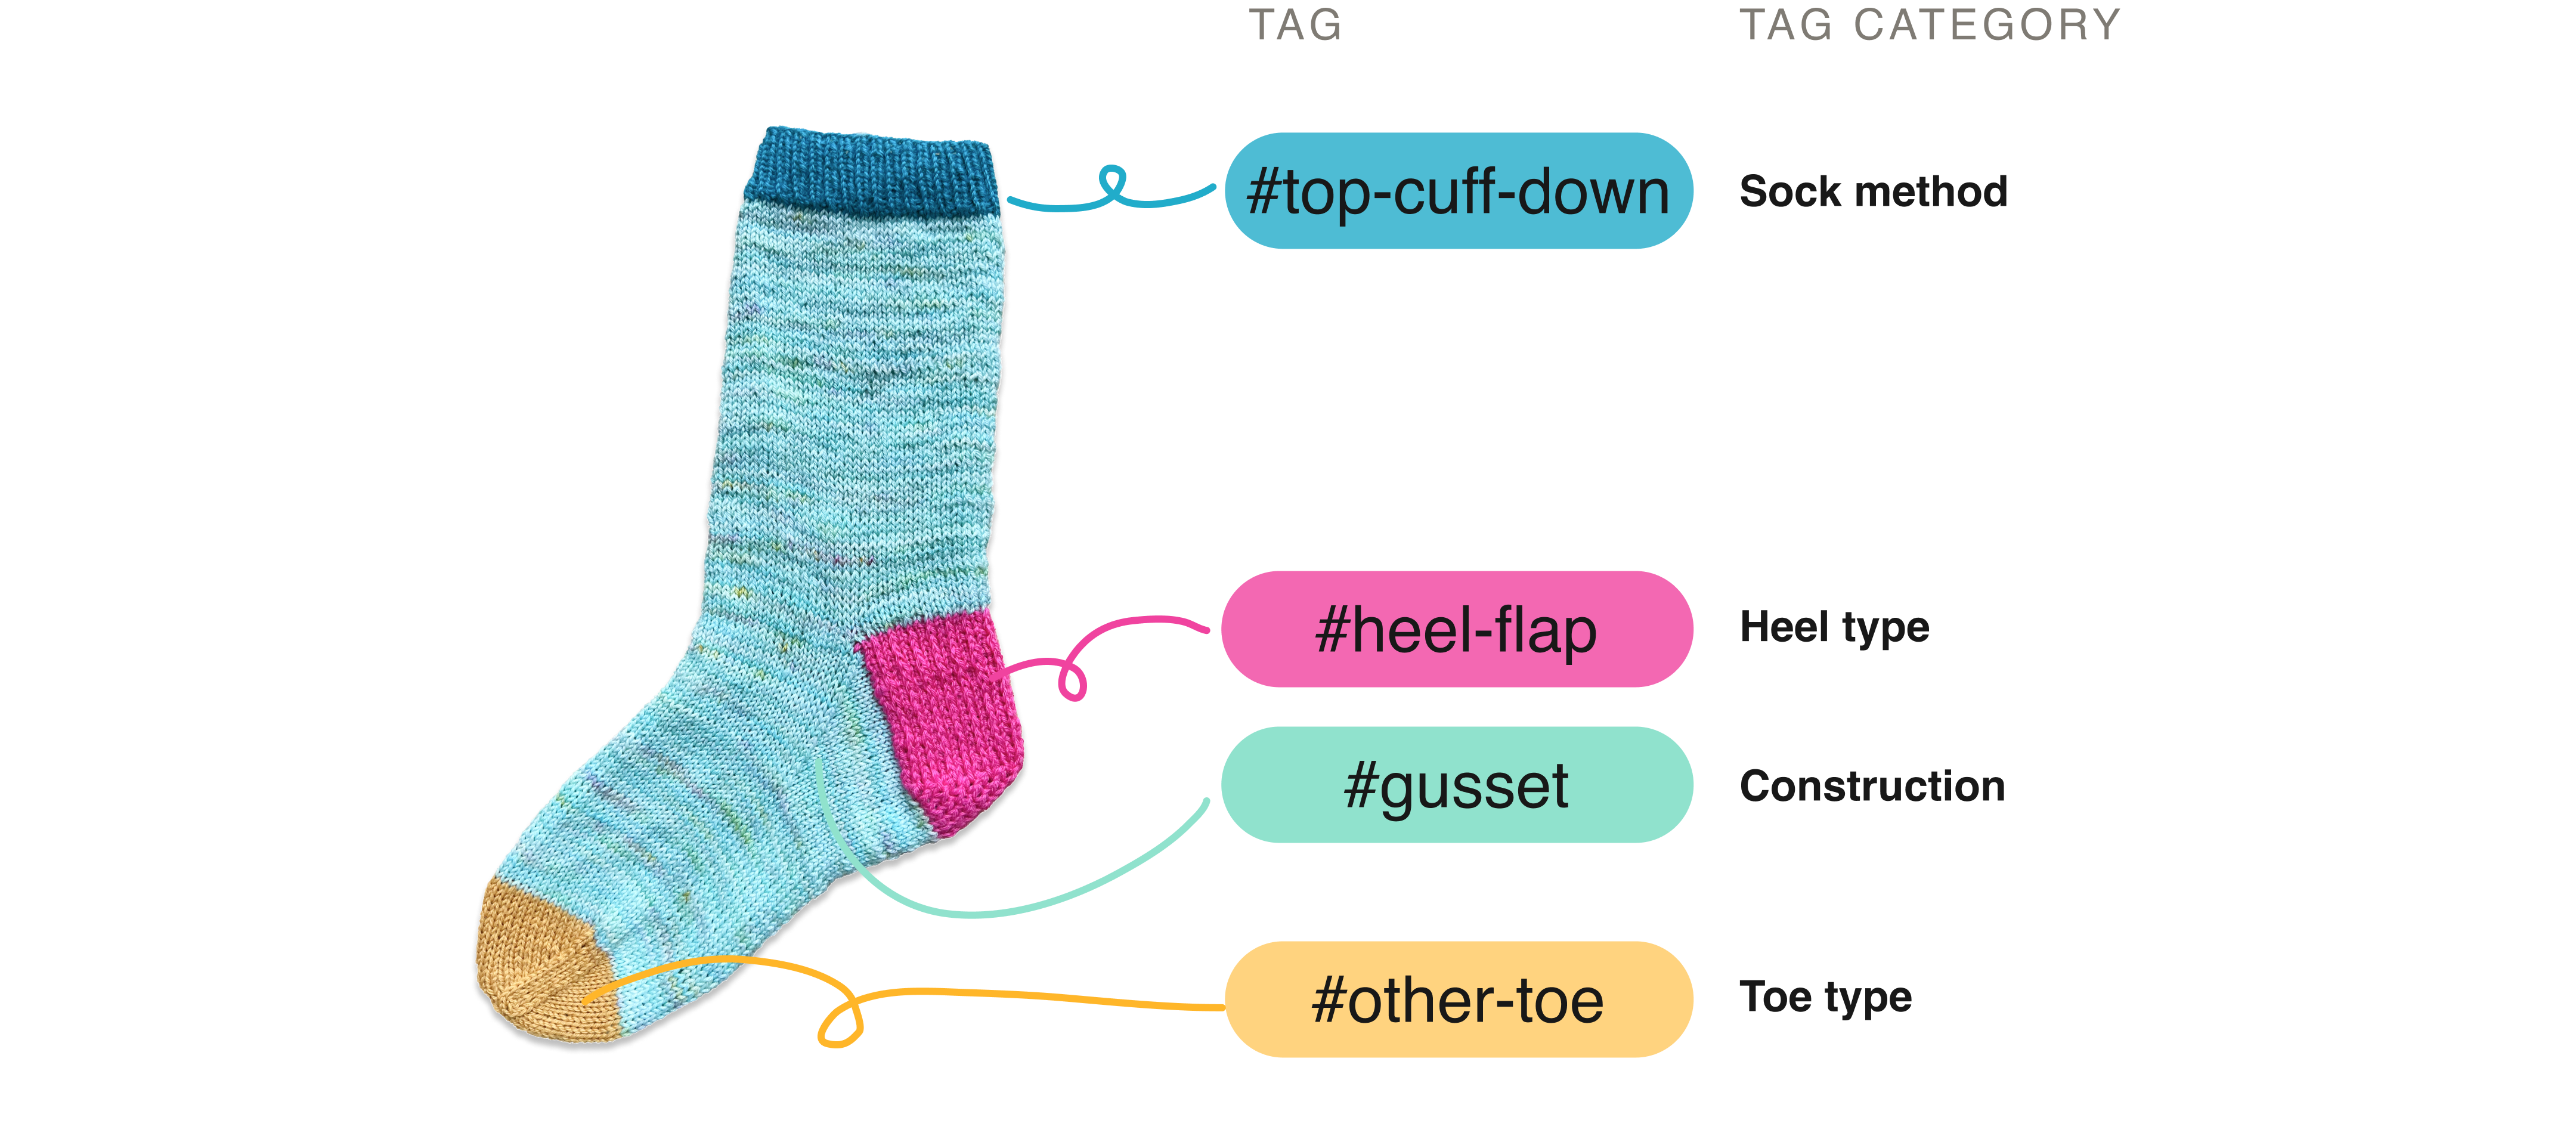 TAG TAG CATEGORY
#top-cuff-down Sock method
#heel-flap Heel type
#gusset Construction
#other-toe Toe type